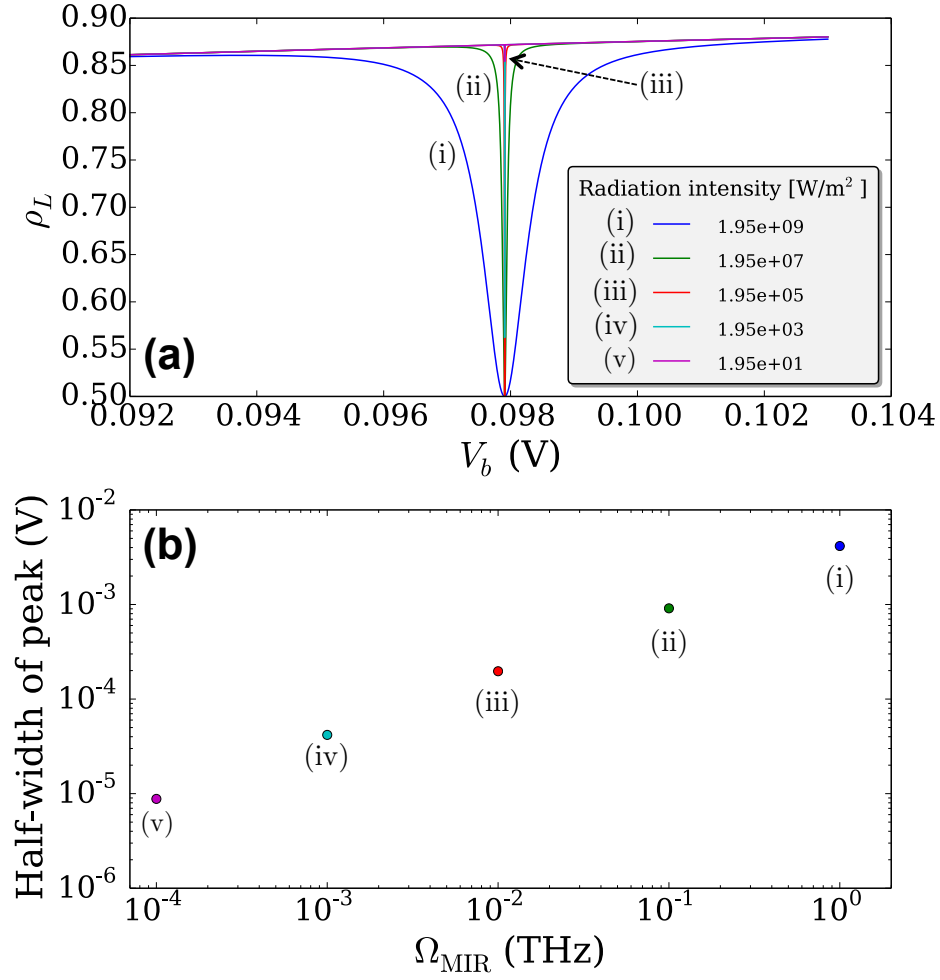 (a)
0.90
0.85
0.80
0.75
0.70
0.65
0.60
0.55
0.50
ρ_L
(i)
(ii)
(iii)
Radiation intensity [W/m² ]
(i) 1.95e+09
(ii) 1.95e+07
(iii) 1.95e+05
(iv) 1.95e+03
(v) 1.95e+01
0.092 0.094 0.096 0.098 0.100 0.102 0.104
V_b (V)
(b)
10⁻²
10⁻³
10⁻⁴
10⁻⁵
10⁻⁶
Half-width of peak (V)
(i)
(ii)
(iii)
(iv)
(v)
10⁻⁴ 10⁻³ 10⁻² 10⁻¹ 10⁰
Ω_MIR (THz)